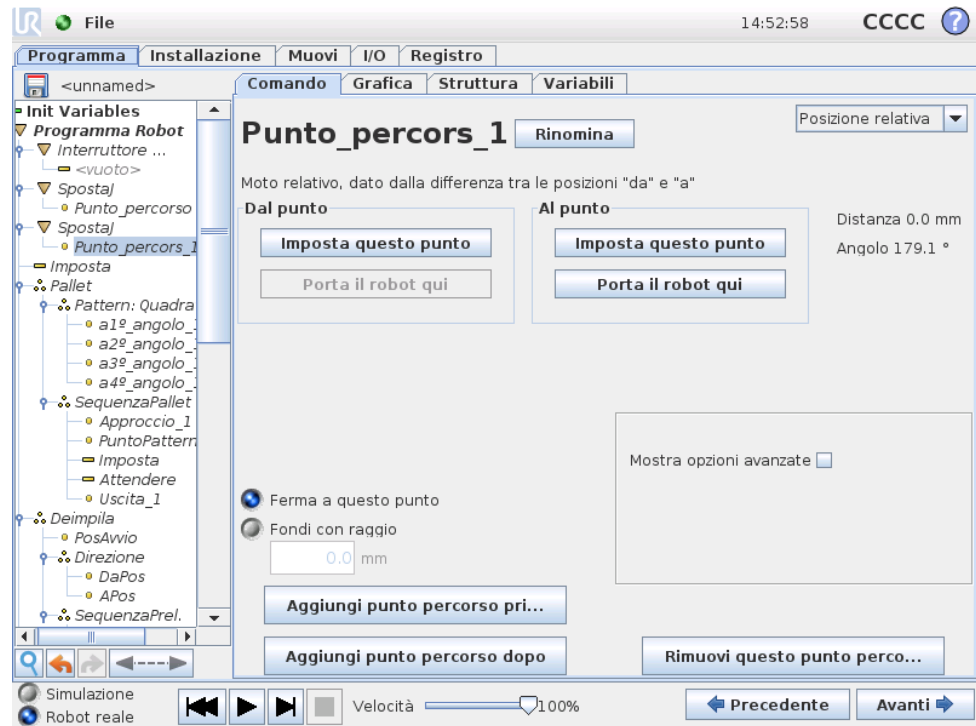 UR File 14:52:58 CCCC ?
Programma Installazione Muovi I/O Registro
<unnamed>
Comando Grafica Struttura Variabili
Init Variables
Programma Robot
Interruttore ...
<vuoto>
SpostaJ
Punto_percorso
SpostaJ
Punto_percors_1
Imposta
Pallet
Pattern: Quadra
a1º_angolo_1
a2º_angolo_1
a3º_angolo_1
a4º_angolo_1
SequenzaPallet
Approccio_1
PuntoPattern
Imposta
Attendere
Uscita_1
Deimpila
PosAvvio
Direzione
DaPos
APos
SequenzaPrel.
Punto_percors_1 Rinomina
Posizione relativa
Moto relativo, dato dalla differenza tra le posizioni "da" e "a"
Dal punto
Imposta questo punto
Porta il robot qui
Al punto
Imposta questo punto
Porta il robot qui
Distanza 0.0 mm
Angolo 179.1 °
Mostra opzioni avanzate
Ferma a questo punto
Fondi con raggio
0.0 mm
Aggiungi punto percorso pri...
Aggiungi punto percorso dopo
Rimuovi questo punto perco...
Simulazione
Robot reale
Velocità 100%
Precedente
Avanti